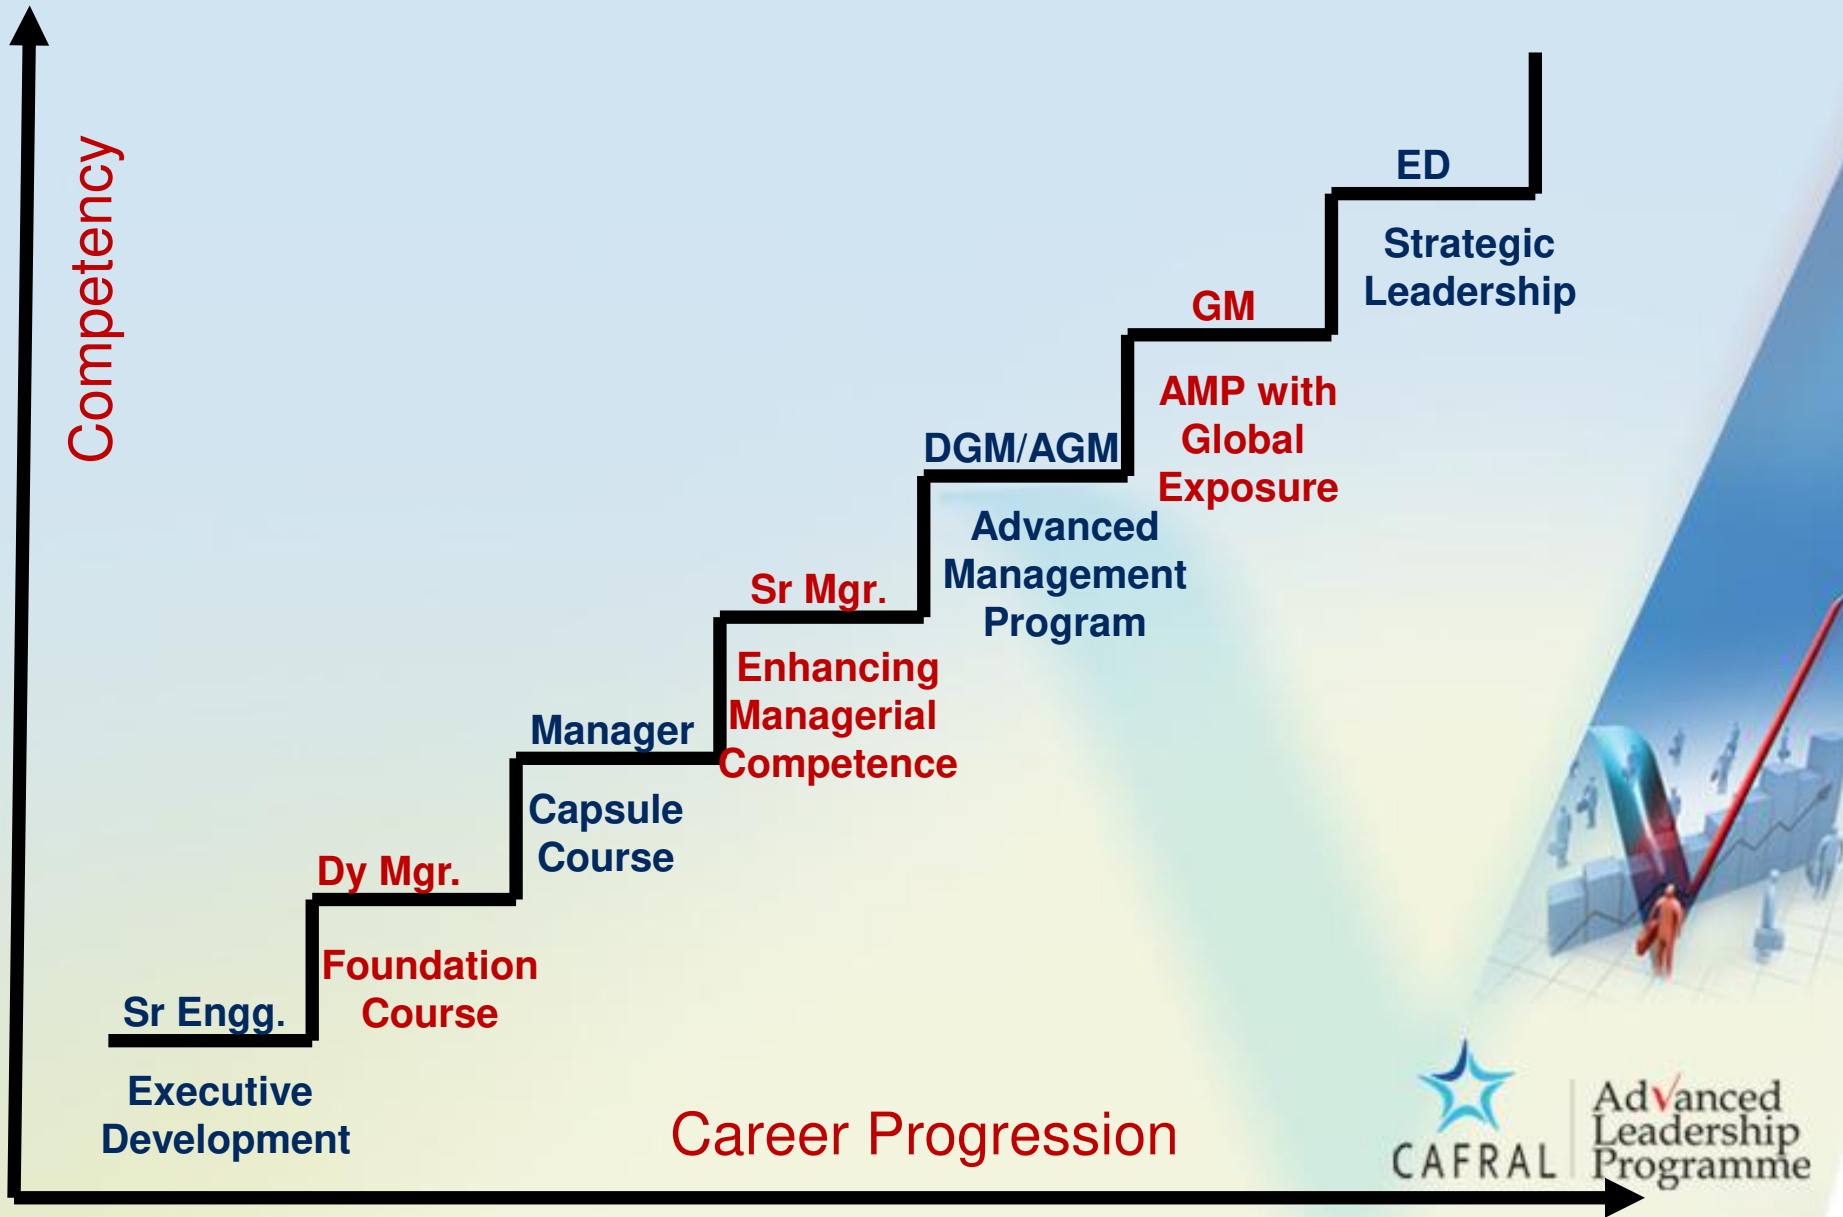 Competency
ED
Strategic
Leadership
GM
AMP with
Global
Exposure
DGM/AGM
Advanced
Management
Program
Sr Mgr.
Enhancing
Managerial
Competence
Manager
Capsule
Course
Dy Mgr.
Foundation
Course
Sr Engg.
Executive
Development
Career Progression
CAFRAL
Advanced
Leadership
Programme